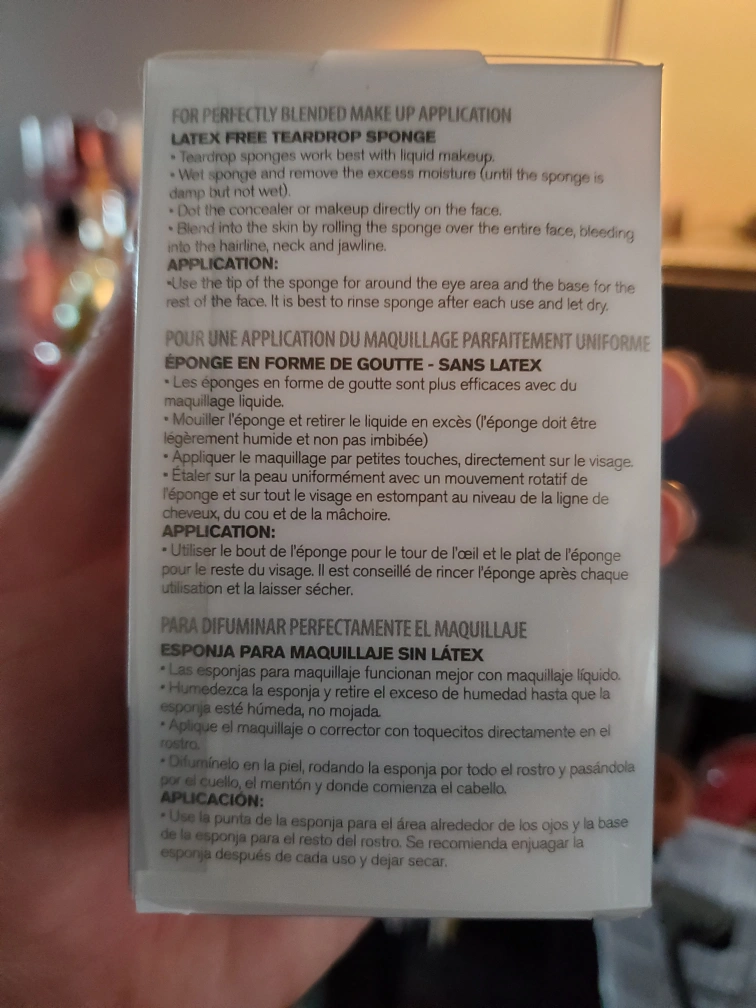 FOR PERFECTLY BLENDED MAKE UP APPLICATION
LATEX FREE TEARDROP SPONGE
• Teardrop sponges work best with liquid makeup.
• Wet sponge and remove the excess moisture (until the sponge is
damp but not wet).
• Dot the concealer or makeup directly on the face.
• Blend into the skin by rolling the sponge over the entire face, bleeding
into the hairline, neck and jawline.
APPLICATION:
•Use the tip of the sponge for around the eye area and the base for the
rest of the face. It is best to rinse sponge after each use and let dry.
POUR UNE APPLICATION DU MAQUILLAGE PARFAITEMENT UNIFORME
ÉPONGE EN FORME DE GOUTTE - SANS LATEX
• Les éponges en forme de goutte sont plus efficaces avec du
maquillage liquide.
• Mouiller l'éponge et retirer le liquide en excès (l'éponge doit être
légèrement humide et non pas imbibée)
• Appliquer le maquillage par petites touches, directement sur le visage.
• Étaler sur la peau uniformément avec un mouvement rotatif de
l'éponge et sur tout le visage en estompant au niveau de la ligne de
cheveux, du cou et de la mâchoire.
APPLICATION:
• Utiliser le bout de l'éponge pour le tour de l'œil et le plat de l'éponge
pour le reste du visage. Il est conseillé de rincer l'éponge après chaque
utilisation et la laisser sécher.
PARA DIFUMINAR PERFECTAMENTE EL MAQUILLAJE
ESPONJA PARA MAQUILLAJE SIN LÁTEX
• Las esponjas para maquillaje funcionan mejor con maquillaje líquido.
• Humedezca la esponja y retire el exceso de humedad hasta que la
esponja esté húmeda, no mojada.
• Aplique el maquillaje o corrector con toquecitos directamente en el
rostro.
• Difumínelo en la piel, rodando la esponja por todo el rostro y pasándola
por el cuello, el mentón y donde comienza el cabello.
APLICACIÓN:
• Use la punta de la esponja para el área alrededor de los ojos y la base
de la esponja para el resto del rostro. Se recomienda enjuagar la
esponja después de cada uso y dejar secar.